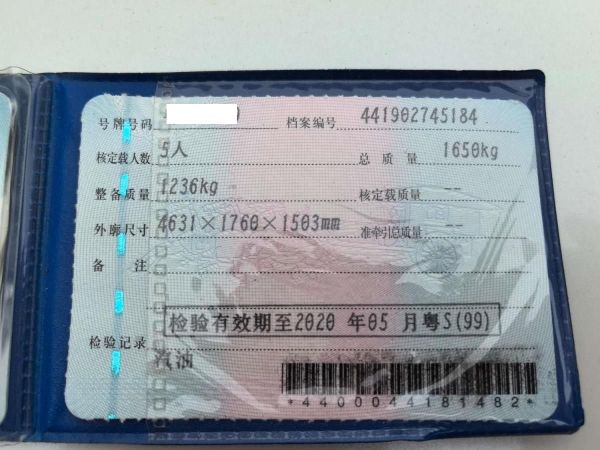 号牌号码 档案编号 441902745184
核定载人数 5人 总质量 1650kg
整备质量 1236kg 核定载质量 --
外廓尺寸 4631×1760×1503mm 准牵引总质量 --
备注
检验有效期至2020 年05 月粤S(99)
检验记录
汽油
*4400044181482*